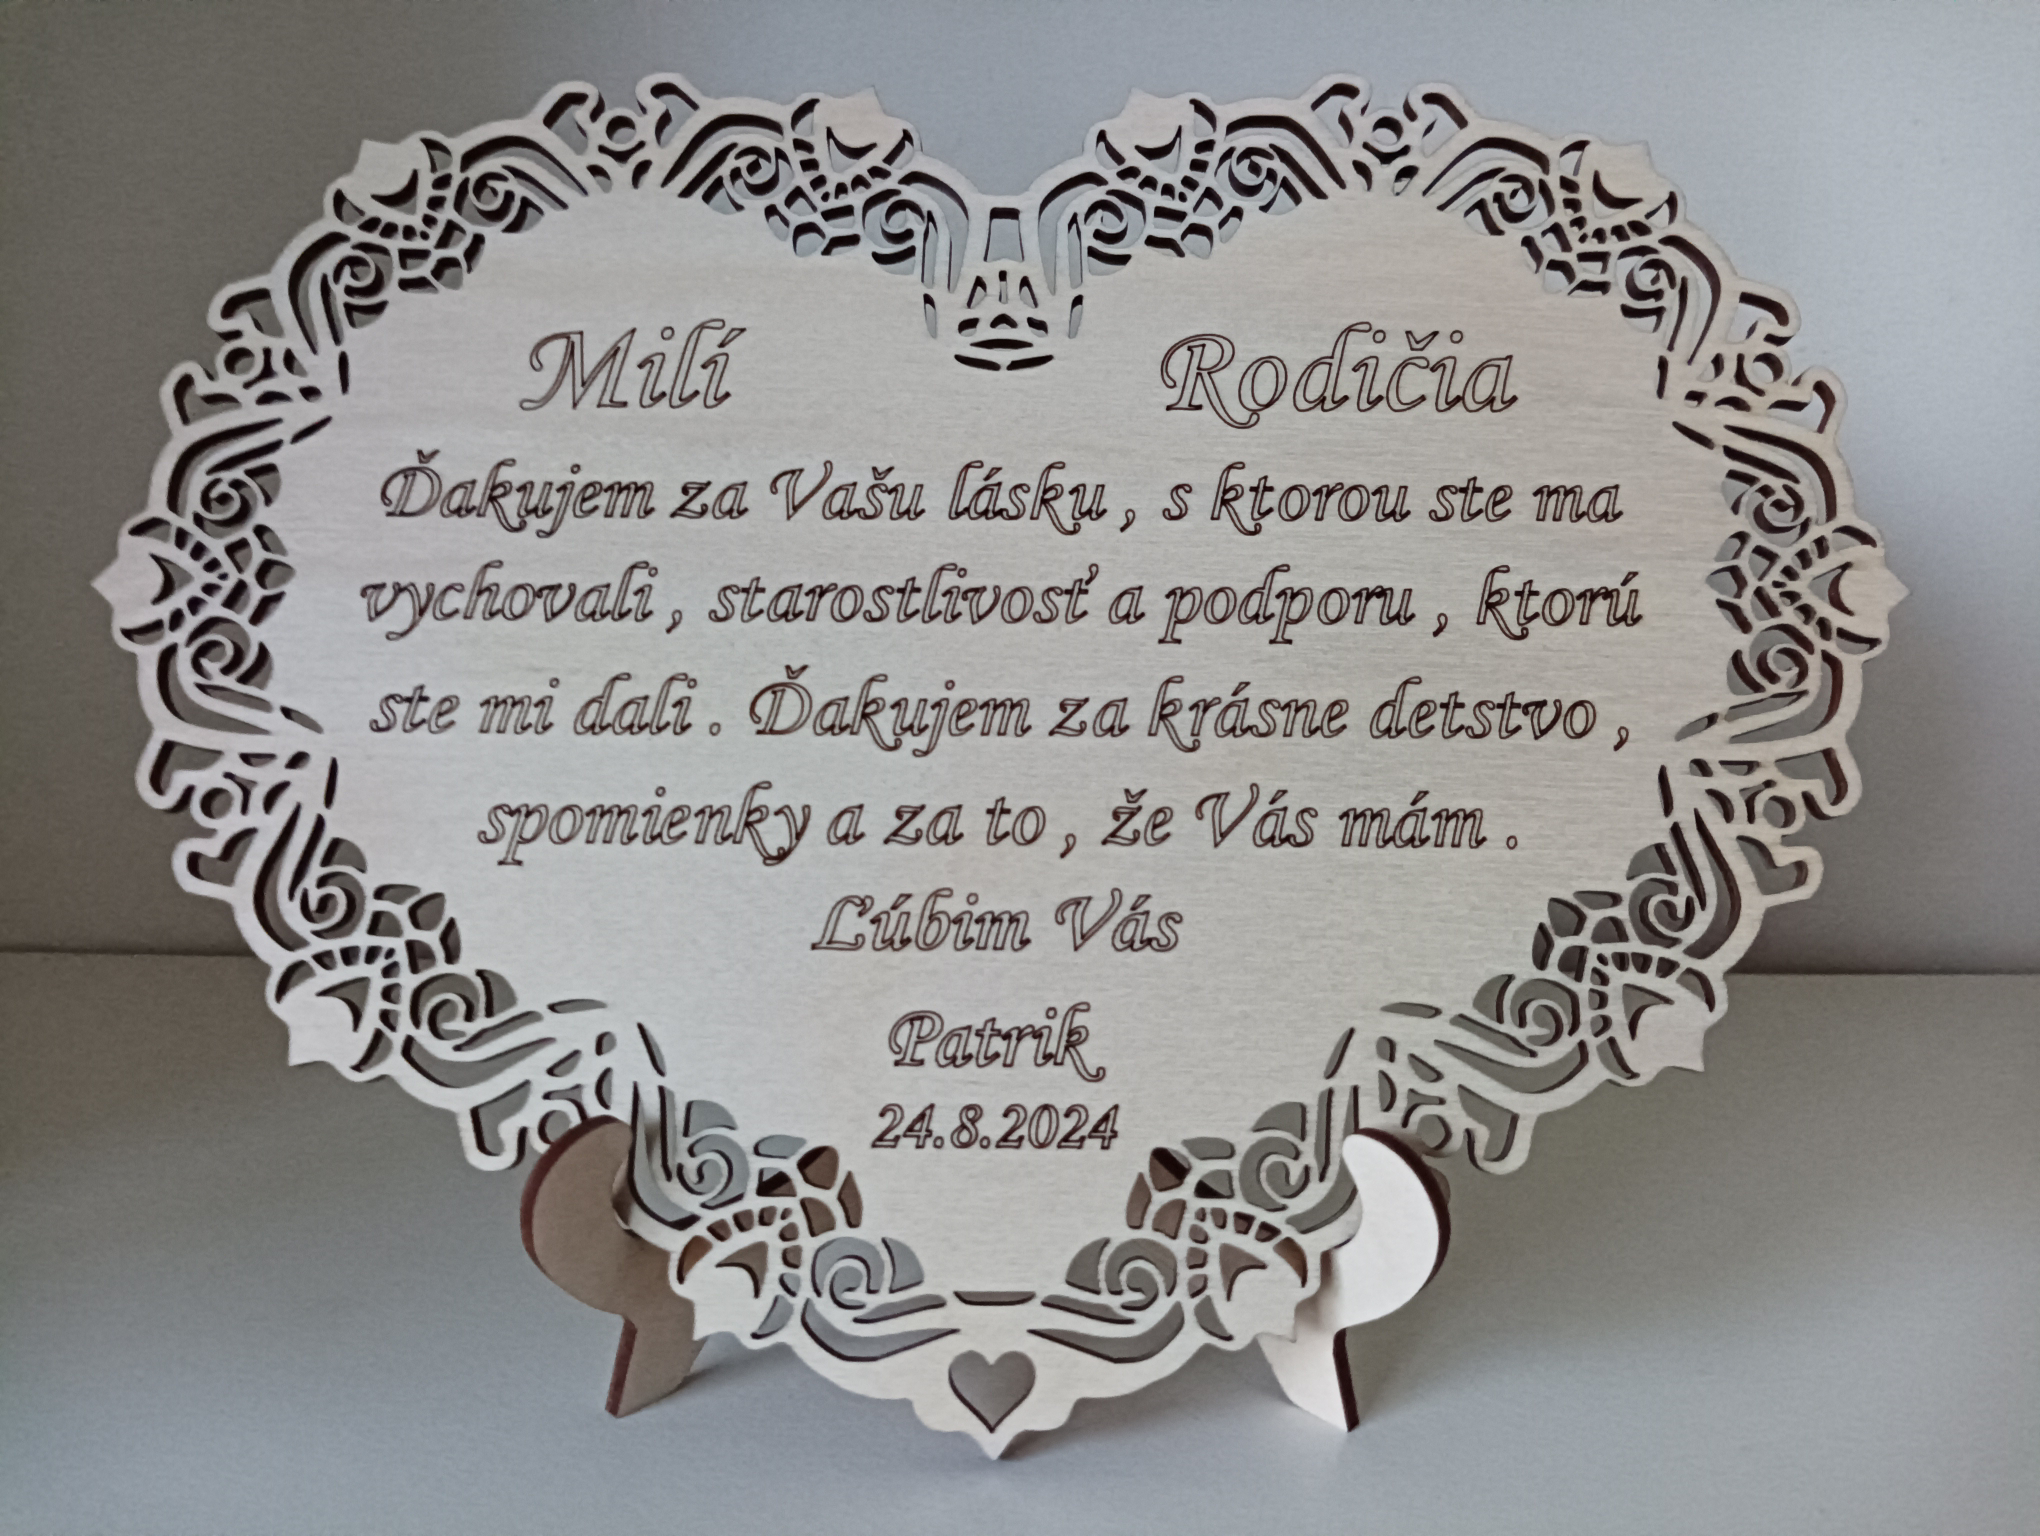 Milí Rodičia
Ďakujem za Vašu lásku , s ktorou ste ma
vychovali , starostlivosť a podporu , ktorú
ste mi dali . Ďakujem za krásne detstvo ,
spomienky a za to , že Vás mám .
Ľúbim Vás
Patrik
24.8.2024